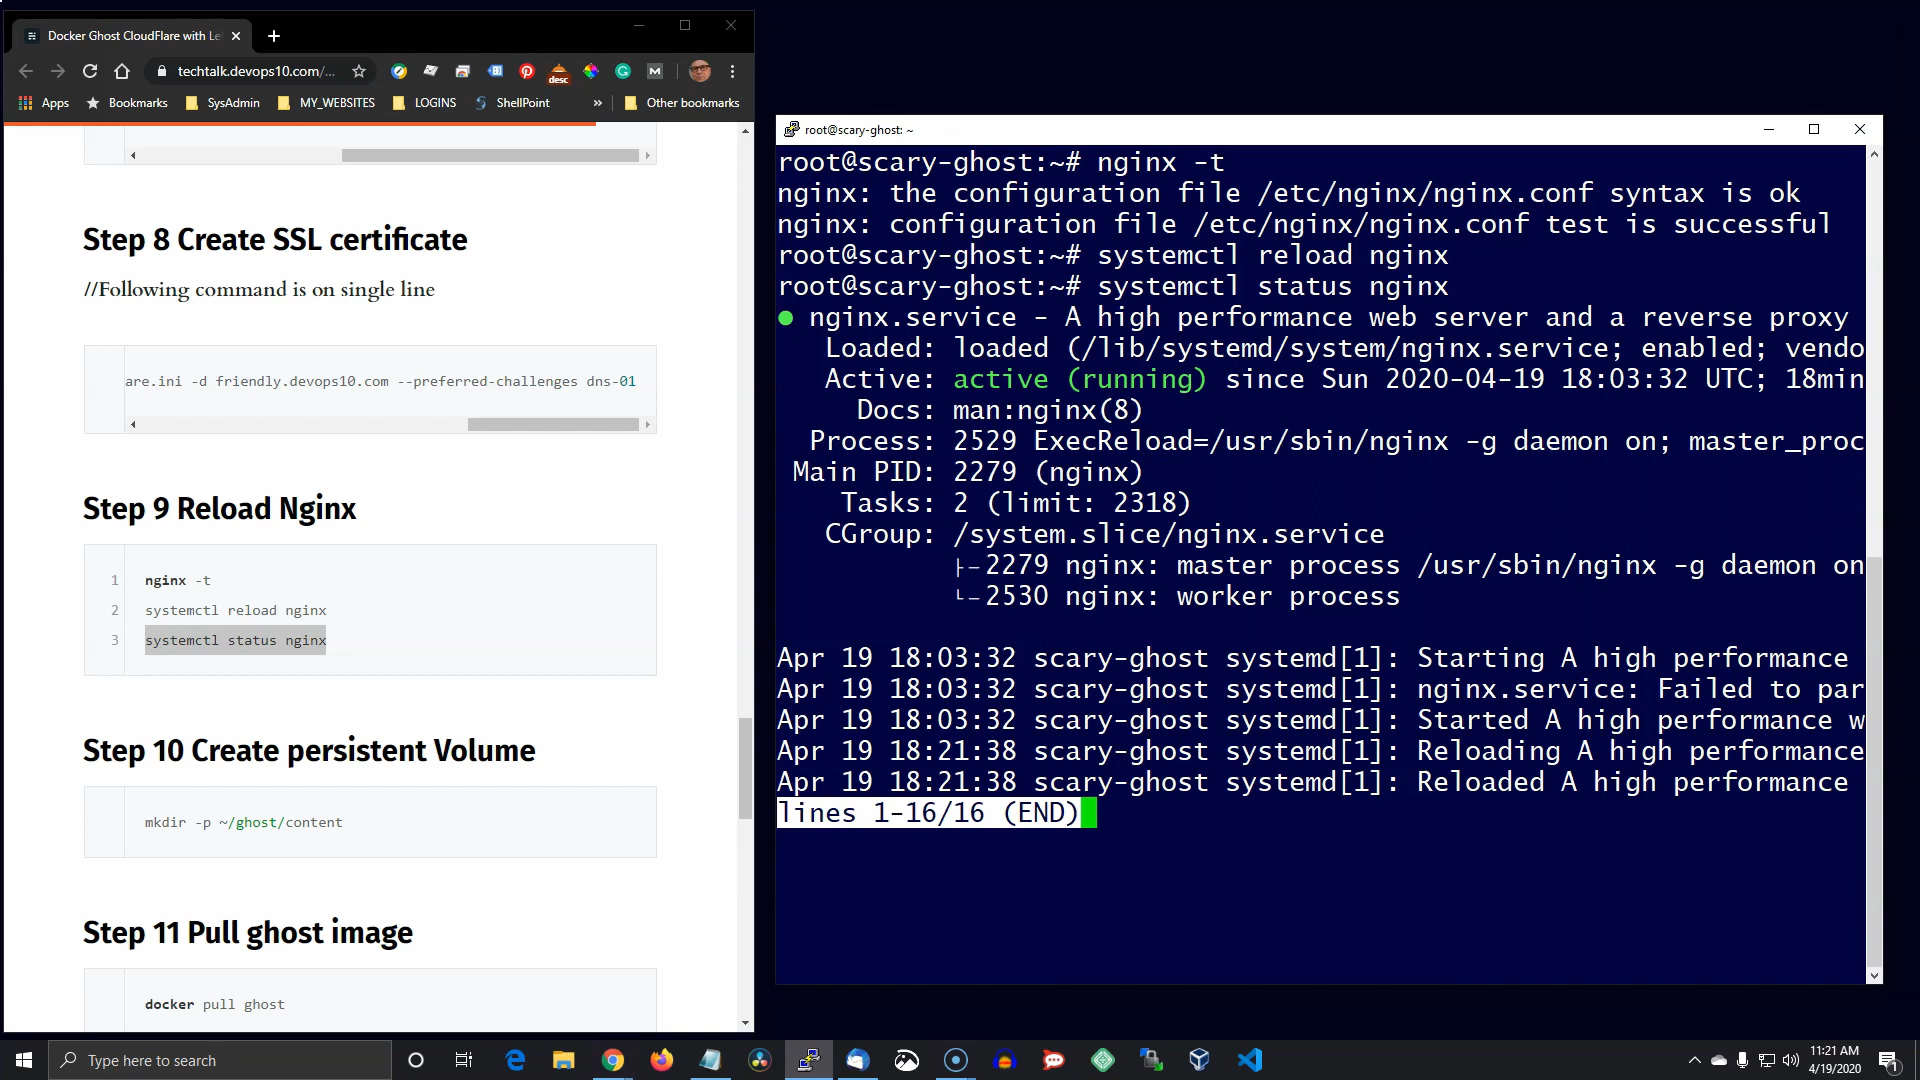 Docker Ghost CloudFlare with Le
techtalk.devops10.com/...
desc
Apps
Bookmarks
SysAdmin
MY_WEBSITES
LOGINS
ShellPoint
»
Other bookmarks
Step 8 Create SSL certificate
//Following command is on single line
are.ini -d friendly.devops10.com --preferred-challenges dns-01
Step 9 Reload Nginx
1 nginx -t
2 systemctl reload nginx
3 systemctl status nginx
Step 10 Create persistent Volume
mkdir -p ~/ghost/content
Step 11 Pull ghost image
docker pull ghost
root@scary-ghost: ~
root@scary-ghost:~# nginx -t
nginx: the configuration file /etc/nginx/nginx.conf syntax is ok
nginx: configuration file /etc/nginx/nginx.conf test is successful
root@scary-ghost:~# systemctl reload nginx
root@scary-ghost:~# systemctl status nginx
● nginx.service - A high performance web server and a reverse proxy
Loaded: loaded (/lib/systemd/system/nginx.service; enabled; vendo
Active: active (running) since Sun 2020-04-19 18:03:32 UTC; 18min
Docs: man:nginx(8)
Process: 2529 ExecReload=/usr/sbin/nginx -g daemon on; master_proc
Main PID: 2279 (nginx)
Tasks: 2 (limit: 2318)
CGroup: /system.slice/nginx.service
├─2279 nginx: master process /usr/sbin/nginx -g daemon on
└─2530 nginx: worker process
Apr 19 18:03:32 scary-ghost systemd[1]: Starting A high performance
Apr 19 18:03:32 scary-ghost systemd[1]: nginx.service: Failed to par
Apr 19 18:03:32 scary-ghost systemd[1]: Started A high performance w
Apr 19 18:21:38 scary-ghost systemd[1]: Reloading A high performance
Apr 19 18:21:38 scary-ghost systemd[1]: Reloaded A high performance
lines 1-16/16 (END)
Type here to search
11:21 AM
4/19/2020
1